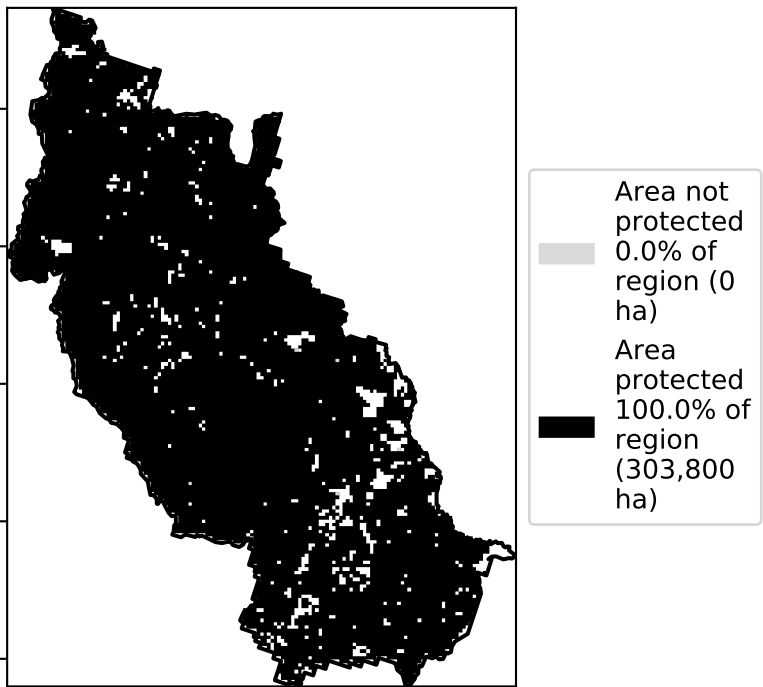 Area not
protected
0.0% of
region (0
ha)
Area
protected
100.0% of
region
(303,800
ha)